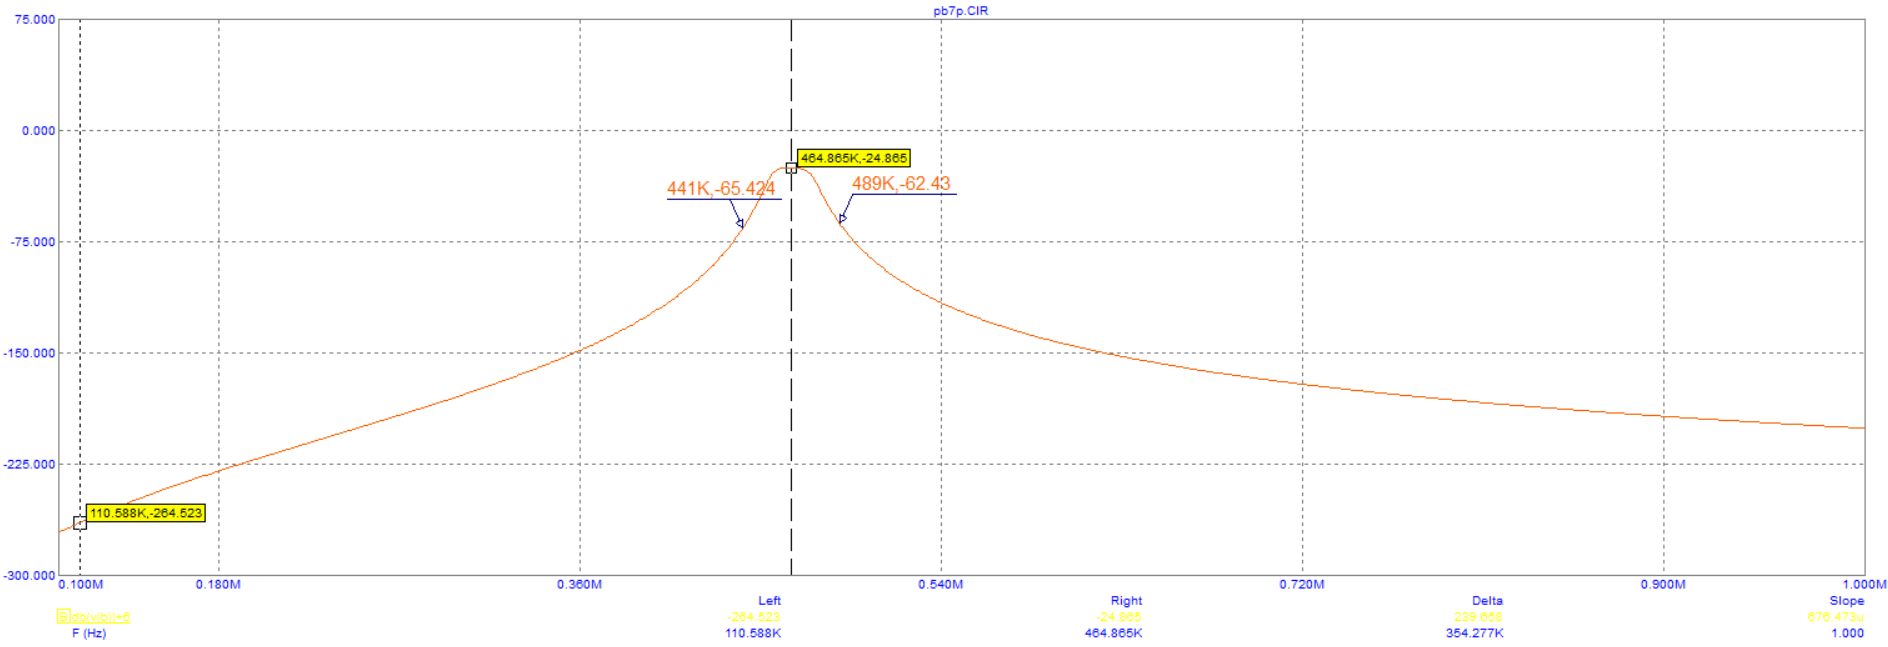 pb7p.CIR
75.000
0.000
464.865K,-24.865
441K,-65.424
489K,-62.43
-75.000
-150.000
-225.000
110.588K,-264.523
-300.000
0.100M 0.180M 0.360M 0.540M 0.720M 0.900M 1.000M
Left Right Delta Slope
db(v(b))+6 -264.523 -24.865 239.658 676.473u
F (Hz) 110.588K 464.865K 354.277K 1.000